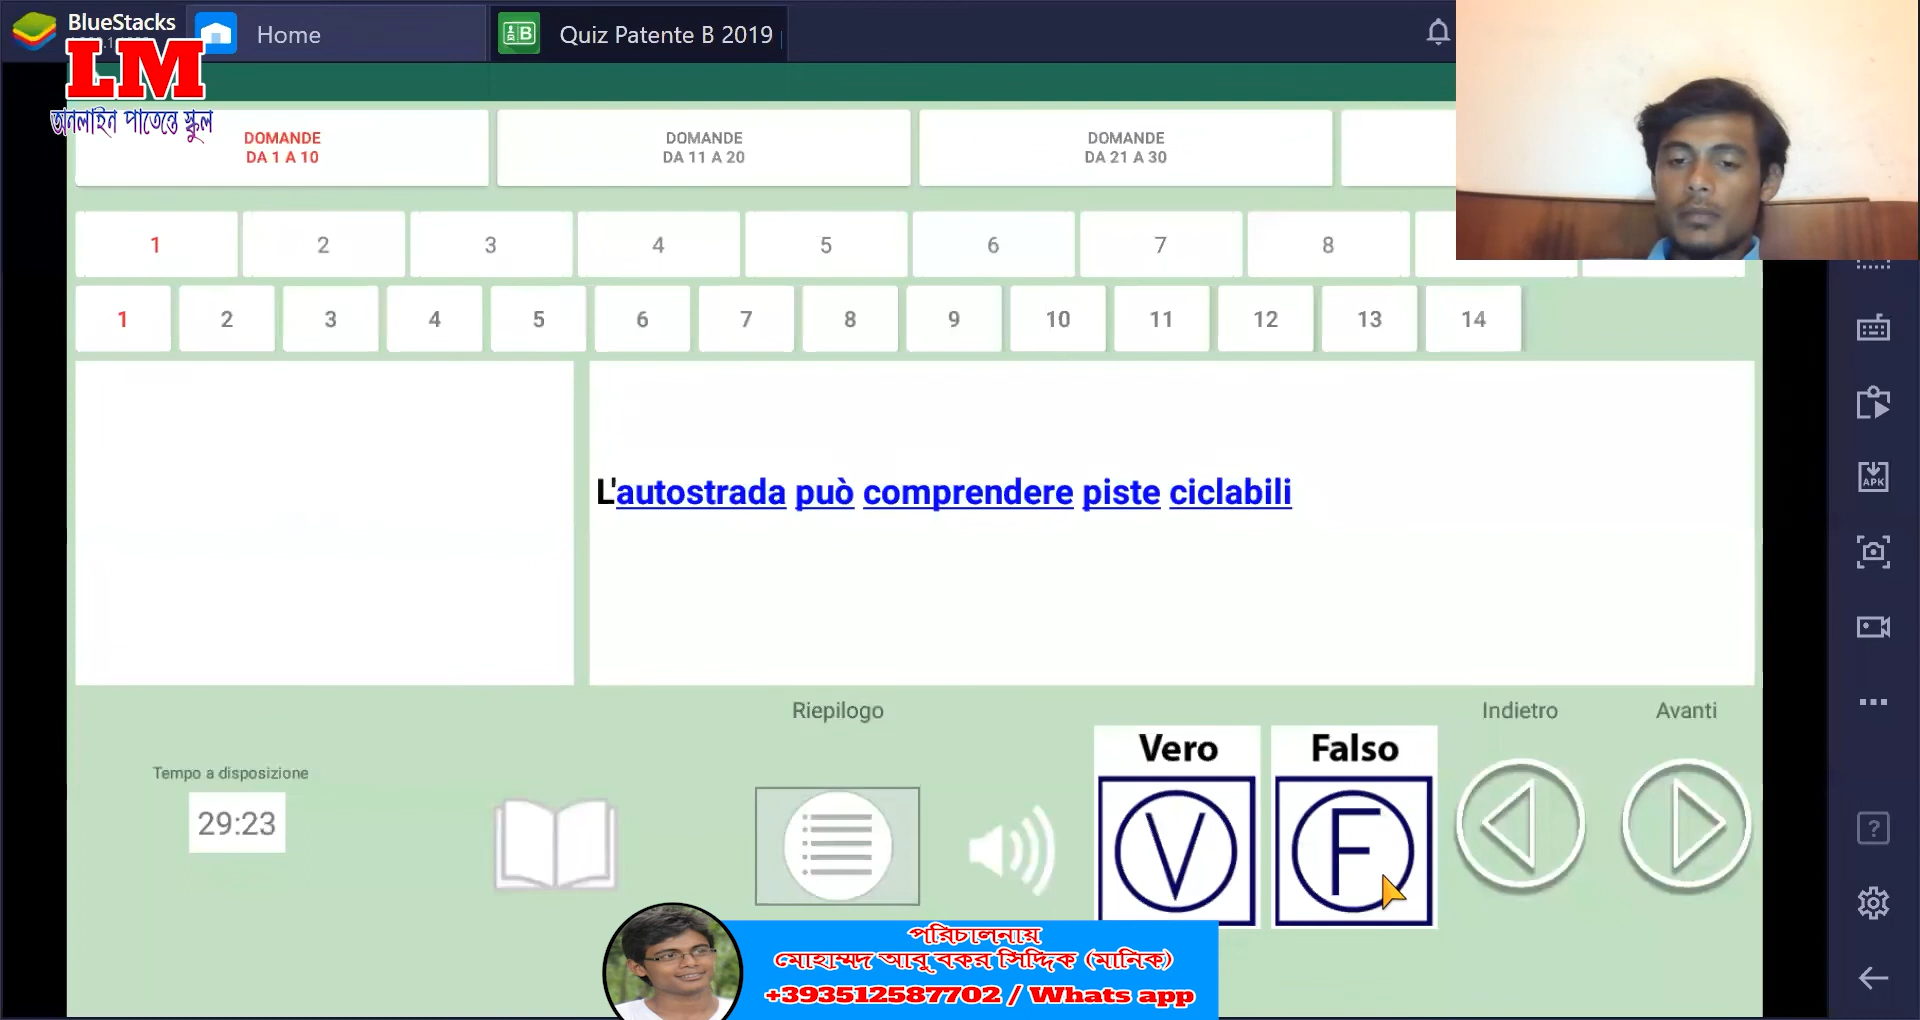 BlueStacks
Home
Quiz Patente B 2019
LM
অনলাইন পাতেন্তে স্কুল
DOMANDE
DA 1 A 10
DOMANDE
DA 11 A 20
DOMANDE
DA 21 A 30
1 2 3 4 5 6 7 8
1 2 3 4 5 6 7 8 9 10 11 12 13 14
L'autostrada può comprendere piste ciclabili
Riepilogo
Indietro
Avanti
Vero
Falso
Tempo a disposizione
29:23
V
F
APK
পরিচালনায়
মোহাম্মদ আবু বকর সিদ্দিক (মানিক)
+393512587702 / Whats app